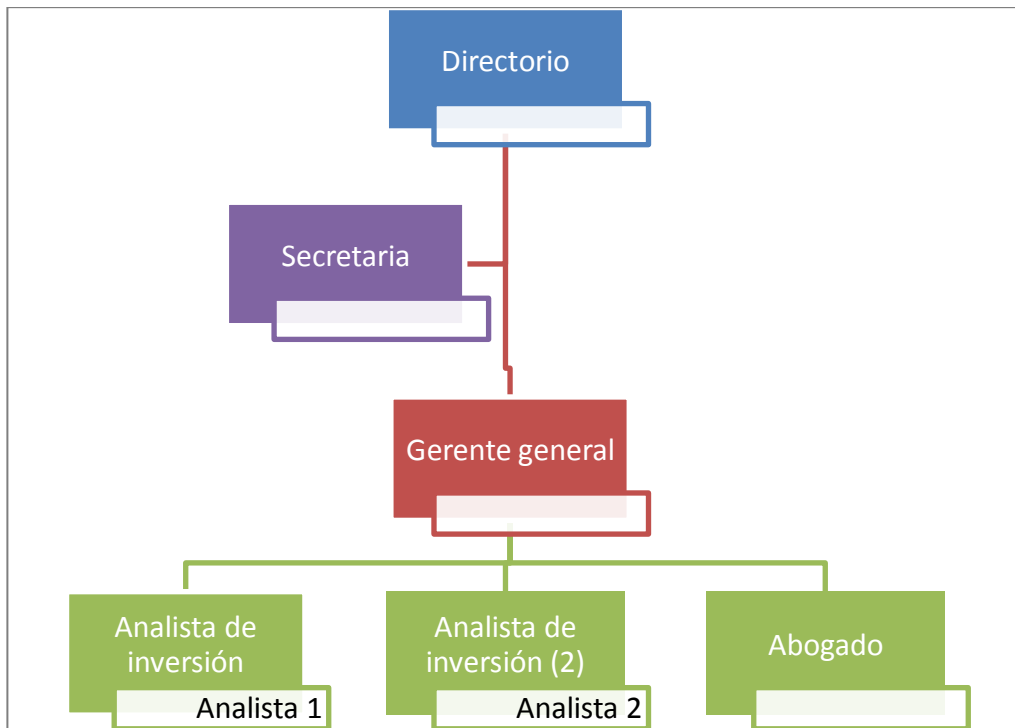 Directorio
Secretaria
Gerente general
Analista de
inversión
Analista 1
Analista de
inversión (2)
Analista 2
Abogado